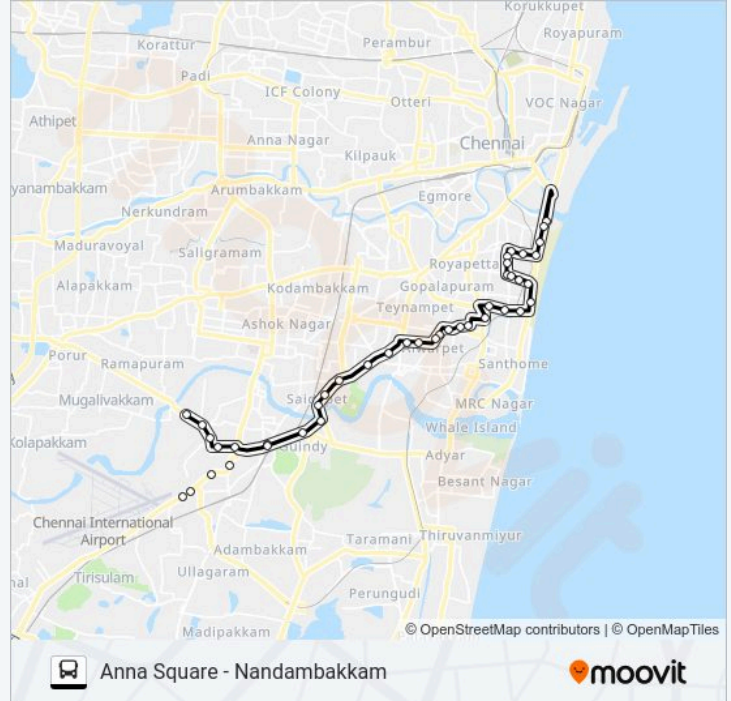 Korukkupet
Royapuram
Korattur
Perambur
Padi
ICF Colony
Otteri
VOC Nagar
Athipet
Anna Nagar
Chennai
Kilpauk
yanambakkam
Arumbakkam
Egmore
Nerkundram
Maduravoyal
Saligramam
Royapetta
Alapakkam
Kodambakkam
Gopalapuram
Teynampet
Ashok Nagar
Porur
Ramapuram
Alwarpet
Santhome
Mugalivakkam
MRC Nagar
Kolapakkam
Whale Island
Guindy
Adyar
Besant Nagar
Chennai International
Airport
Taramani
Thiruvanmiyur
Adambakkam
Tirisulam
Ullagaram
Perungudi
Madipakkam
© OpenStreetMap contributors | © OpenMapTiles
Anna Square - Nandambakkam
moovit